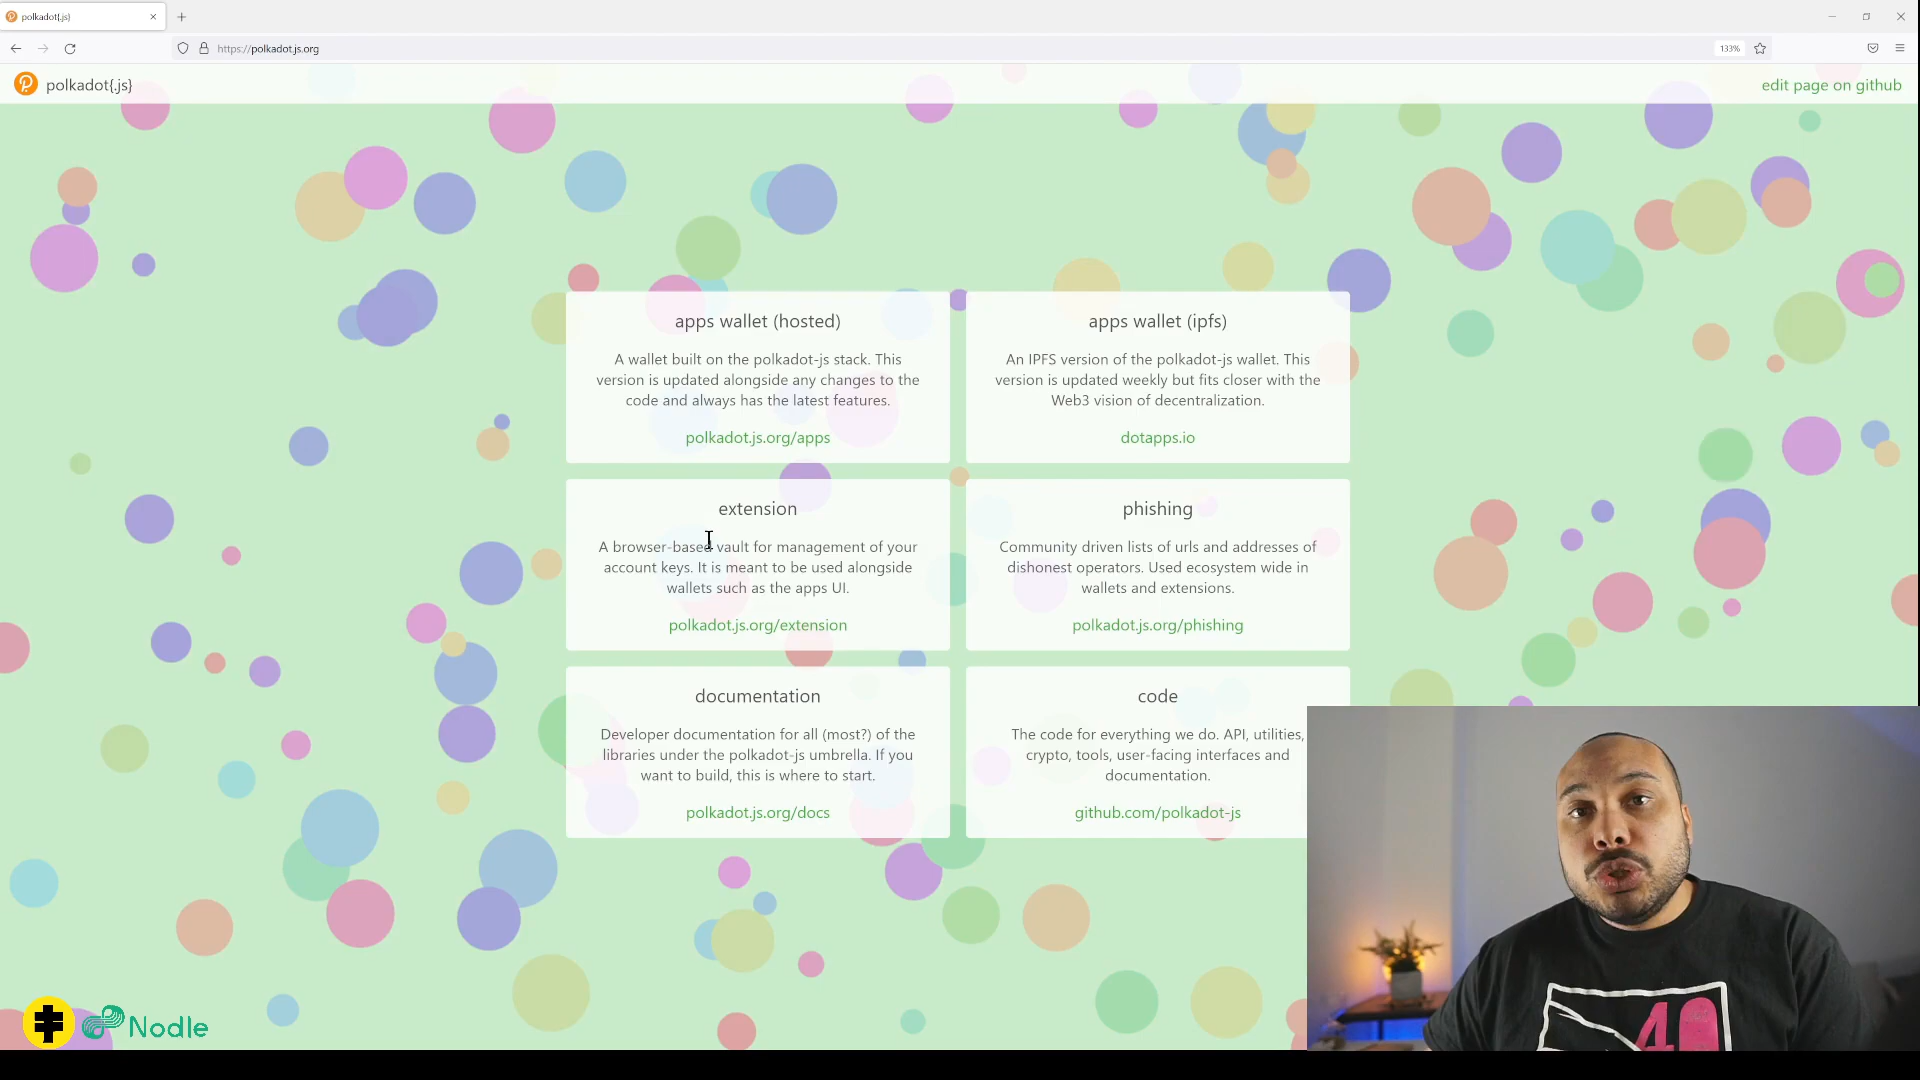 polkadot{.js}
https://polkadot.js.org
133%
polkadot{.js}
edit page on github
apps wallet (hosted)
A wallet built on the polkadot-js stack. This
version is updated alongside any changes to the
code and always has the latest features.
polkadot.js.org/apps
apps wallet (ipfs)
An IPFS version of the polkadot-js wallet. This
version is updated weekly but fits closer with the
Web3 vision of decentralization.
dotapps.io
extension
A browser-based vault for management of your
account keys. It is meant to be used alongside
wallets such as the apps UI.
polkadot.js.org/extension
phishing
Community driven lists of urls and addresses of
dishonest operators. Used ecosystem wide in
wallets and extensions.
polkadot.js.org/phishing
documentation
Developer documentation for all (most?) of the
libraries under the polkadot-js umbrella. If you
want to build, this is where to start.
polkadot.js.org/docs
code
The code for everything we do. API, utilities,
crypto, tools, user-facing interfaces and
documentation.
github.com/polkadot-js
Nodle
40